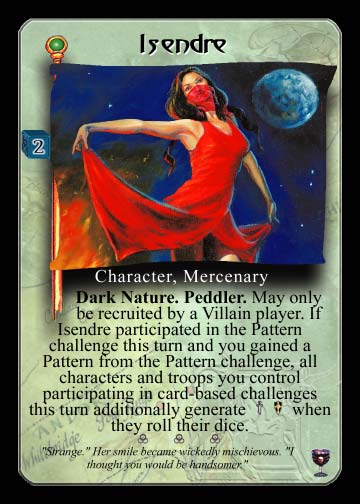 Isendre
2
Character, Mercenary
Dark Nature. Peddler. May only
be recruited by a Villain player. If
Isendre participated in the Pattern
challenge this turn and you gained a
Pattern from the Pattern challenge, all
characters and troops you control
participating in card-based challenges
this turn additionally generate when
they roll their dice.
"Strange." Her smile became wickedly mischievous. "I
thought you would be handsomer."